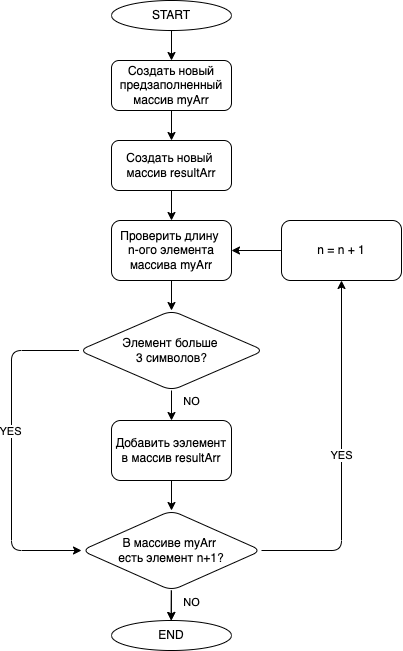 START
Создать новый
предзаполненный
массив myArr
Создать новый
массив resultArr
Проверить длину
n-ого элемента
массива myArr
n = n + 1
Элемент больше
3 символов?
YES
NO
Добавить ээлемент
в массив resultArr
YES
В массиве myArr
есть элемент n+1?
NO
END